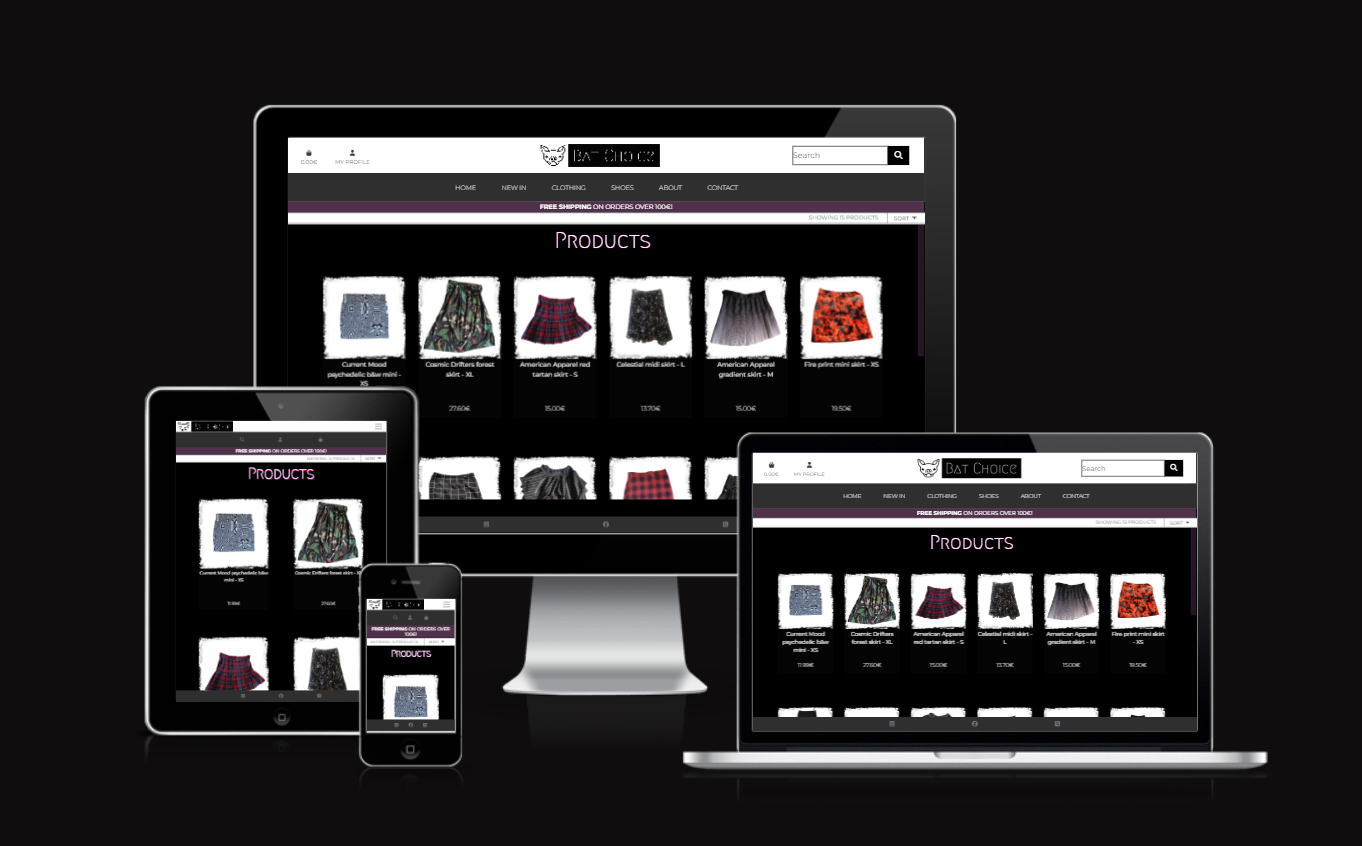 0.00€ MY PROFILE
BAT CHOICE
Search
HOME NEW IN CLOTHING SHOES ABOUT CONTACT
FREE SHIPPING ON ORDERS OVER 100€!
SHOWING 15 PRODUCTS SORT
PRODUCTS
Current Mood
psychedelic b&w mini -
XS
Cosmic Drifters forest
skirt - XL
27.60€
American Apparel red
tartan skirt - S
15.00€
Celestial midi skirt - L
13.70€
American Apparel
gradient skirt - M
15.00€
Fire print mini skirt - XS
19.50€
FREE SHIPPING ON ORDERS OVER 100€!
PRODUCTS
Current Mood psychedelic b&w
mini - XS
11.99€
Cosmic Drifters forest skirt -
27.60€
FREE SHIPPING ON ORDERS OVER
100€!
PRODUCTS
0.00€ MY PROFILE
BAT CHOICE
Search
HOME NEW IN CLOTHING SHOES ABOUT CONTACT
FREE SHIPPING ON ORDERS OVER 100€!
SHOWING 15 PRODUCTS SORT
PRODUCTS
Current Mood
psychedelic b&w
mini - XS
11.99€
Cosmic Drifters
forest skirt - XL
27.60€
American Apparel
red tartan skirt - S
15.00€
Celestial midi skirt -
L
13.70€
American Apparel
gradient skirt - M
15.00€
Fire print mini skirt
- XS
19.50€